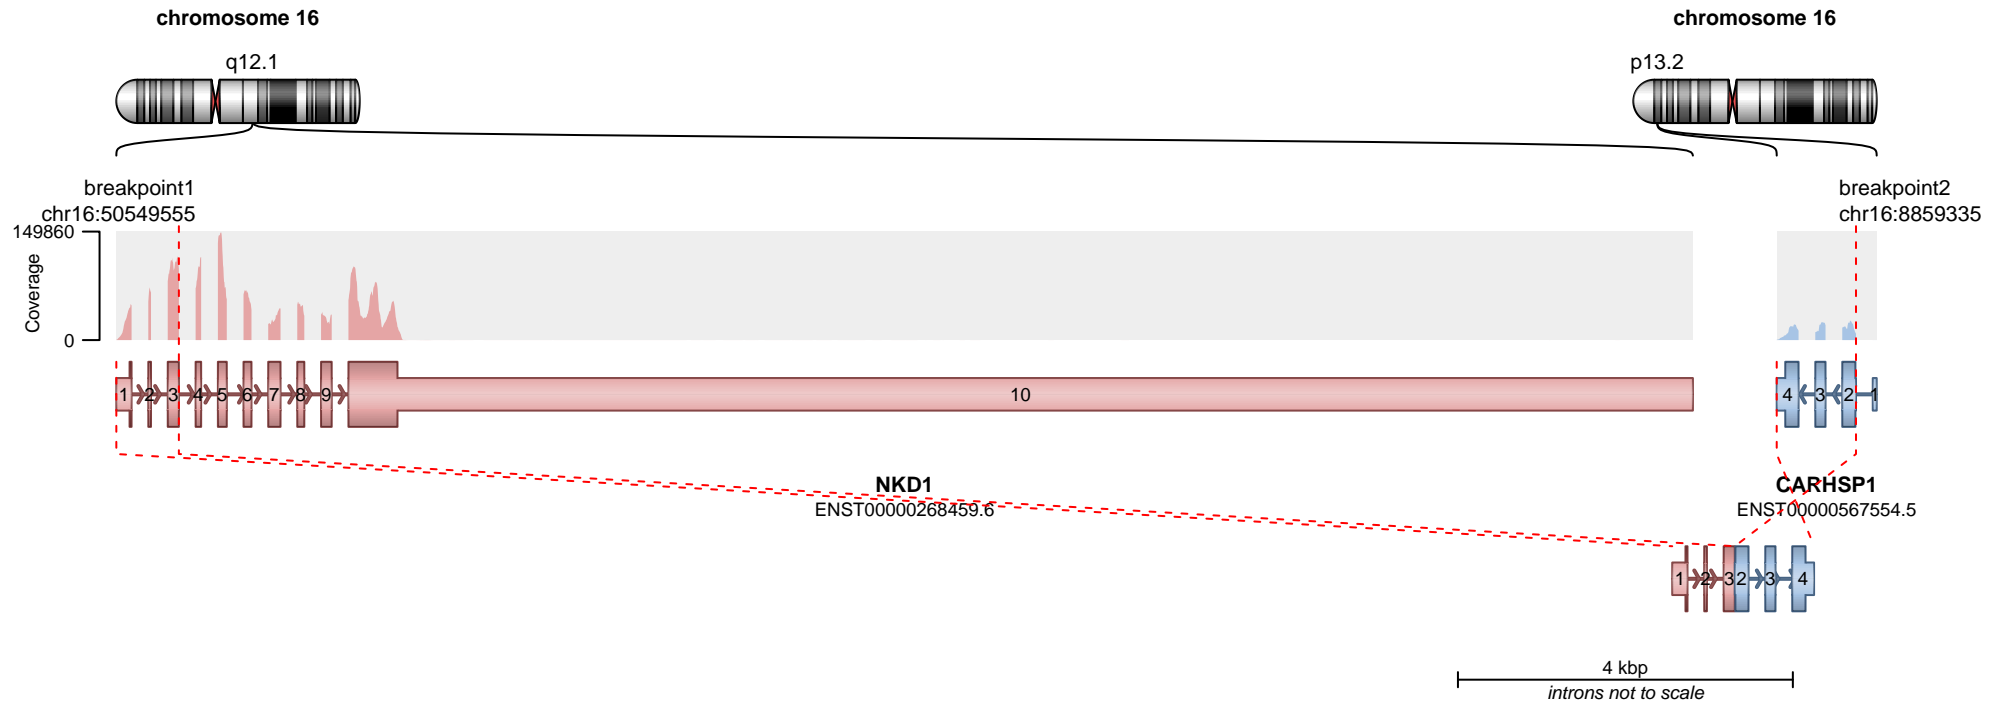 chromosome 16
chromosome 16
q12.1
p13.2
breakpoint1
chr16:50549555
breakpoint2
chr16:8859335
149860
Coverage
0
1 2 3 4 5 6 7 8 9 10
4 3 2 1
NKD1
ENST00000268459.6
CARHSP1
ENST00000567554.5
1 2 3 2 3 4
4 kbp
introns not to scale